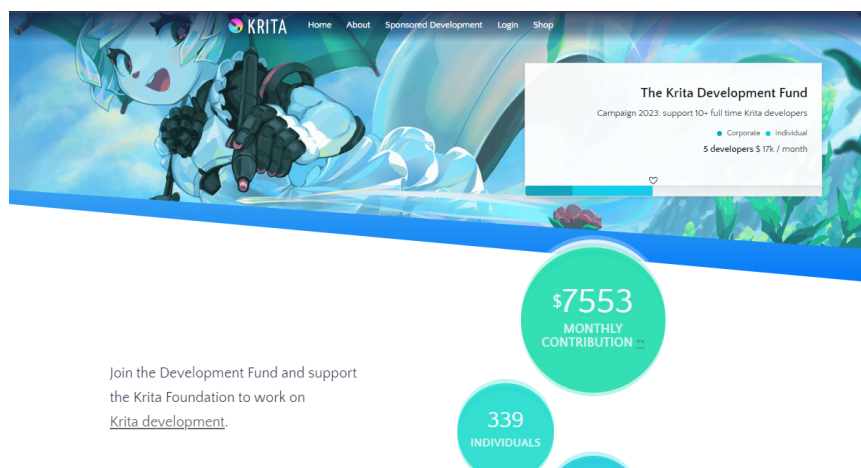 KRITA Home About Sponsored Development Login Shop
The Krita Development Fund
Campaign 2023: support 10+ full time Krita developers
Corporate Individual
5 developers $ 17k / month
$7553
MONTHLY
CONTRIBUTION **
Join the Development Fund and support
the Krita Foundation to work on
Krita development.
339
INDIVIDUALS